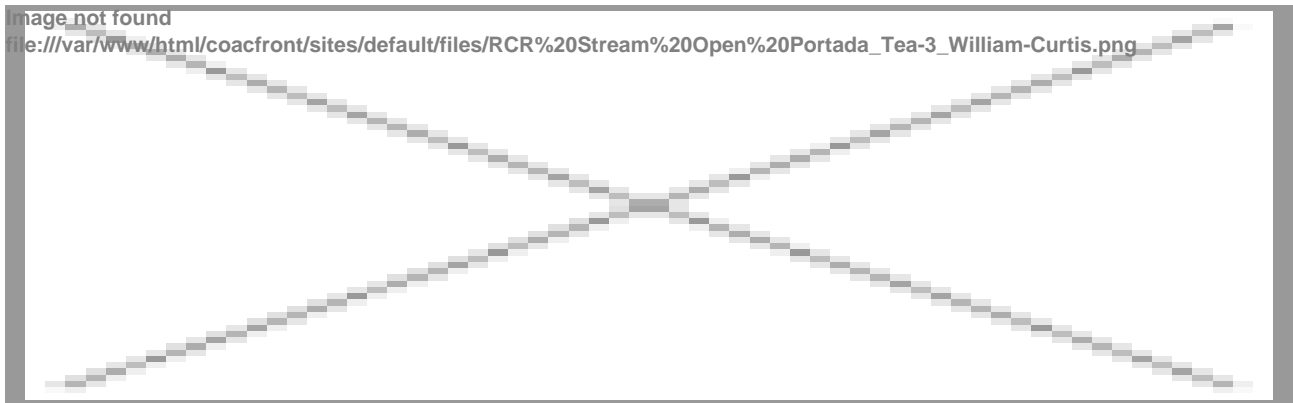 Image not found
file:///var/www/html/coacfront/sites/default/files/RCR%20Stream%20Open%20Portada_Tea-3_William-Curtis.png